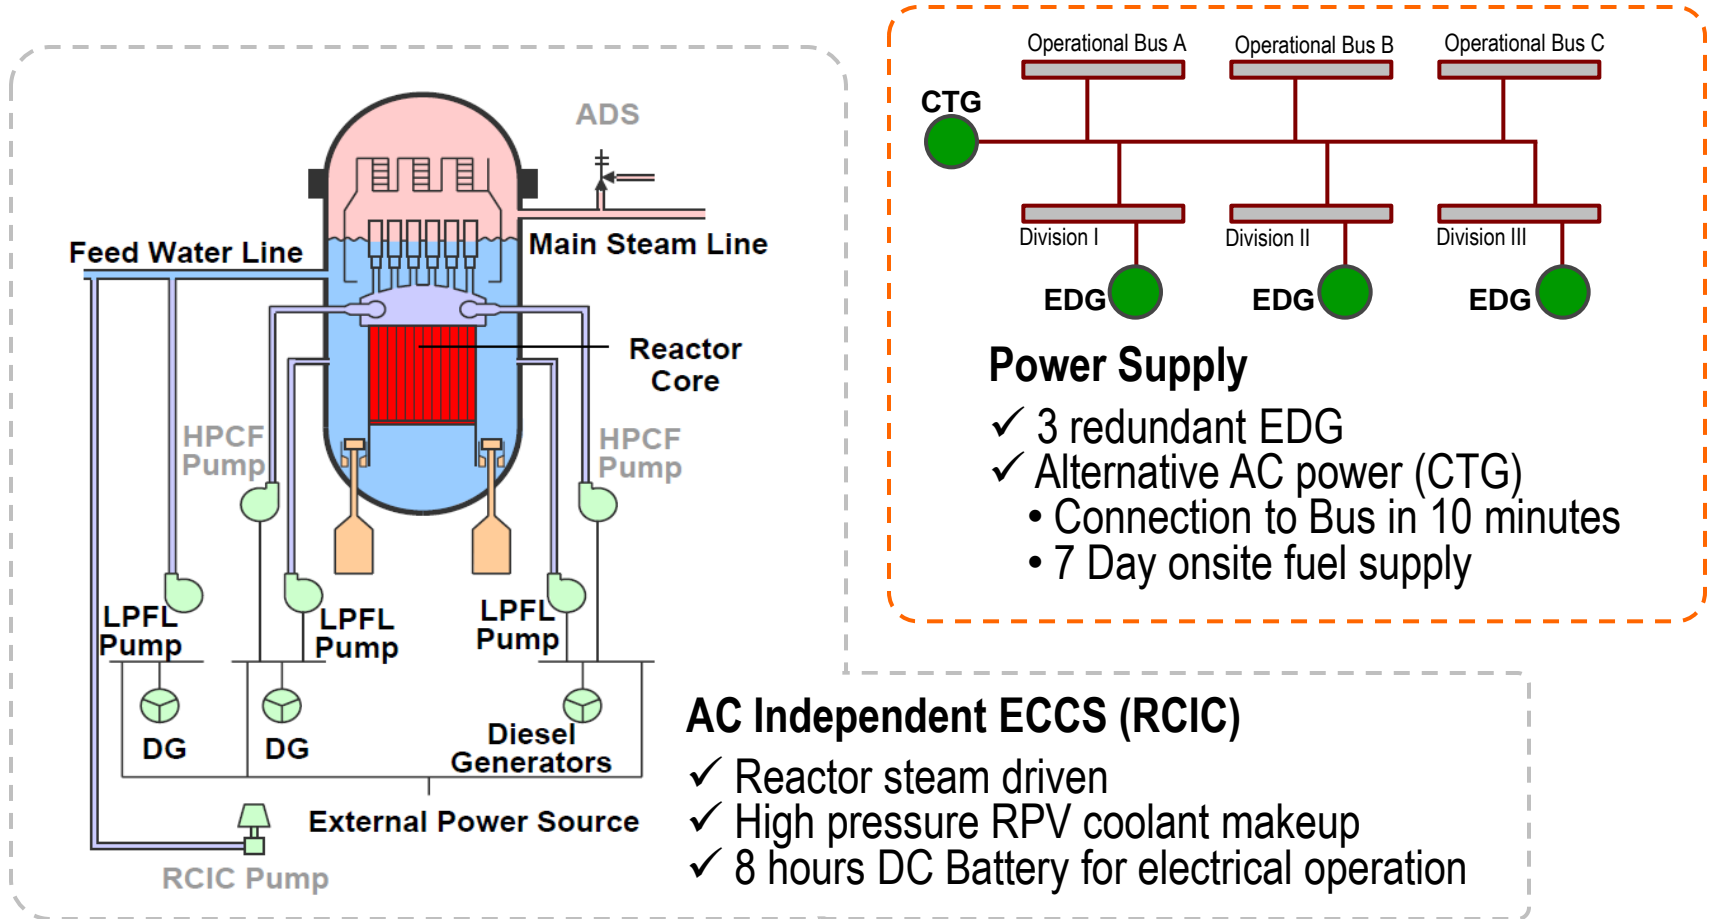 ADS
Feed Water Line
Main Steam Line
Reactor
Core
HPCF
Pump
HPCF
Pump
LPFL
Pump
LPFL
Pump
LPFL
Pump
DG
DG
Diesel
Generators
External Power Source
RCIC Pump
Operational Bus A
Operational Bus B
Operational Bus C
CTG
Division I
Division II
Division III
EDG
EDG
EDG
Power Supply
✓ 3 redundant EDG
✓ Alternative AC power (CTG)
• Connection to Bus in 10 minutes
• 7 Day onsite fuel supply
AC Independent ECCS (RCIC)
✓ Reactor steam driven
✓ High pressure RPV coolant makeup
✓ 8 hours DC Battery for electrical operation